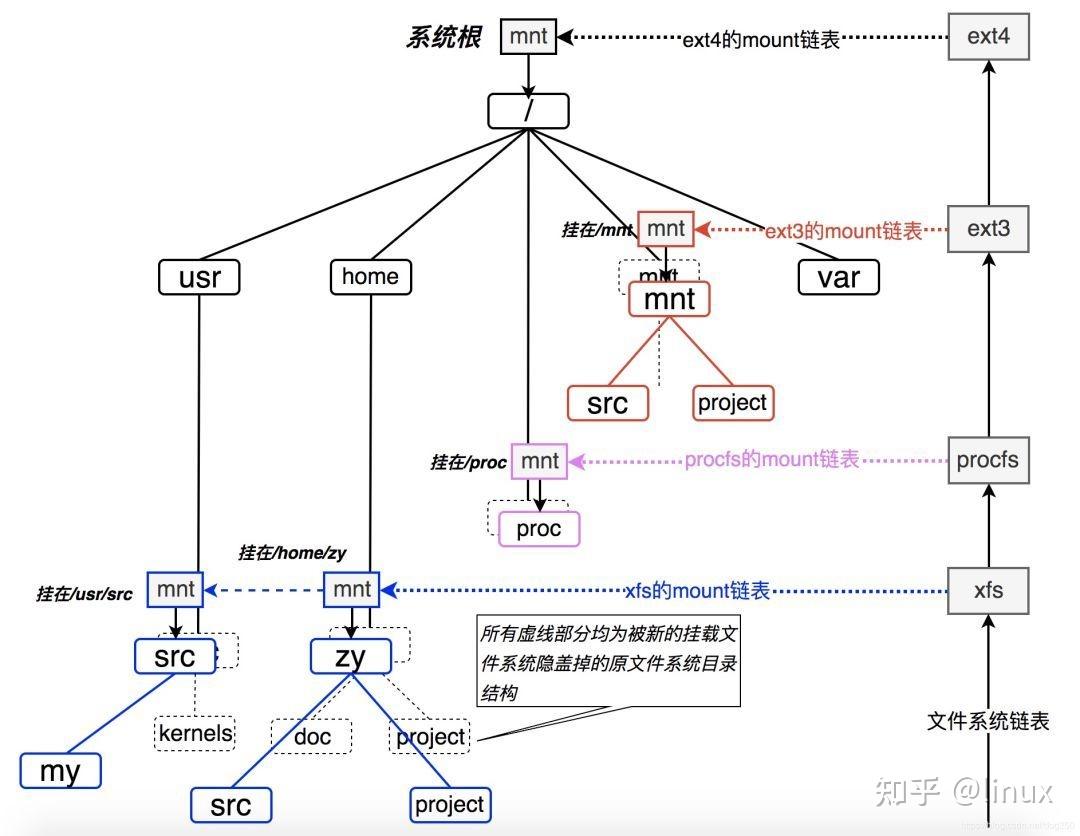 系统根
mnt
ext4的mount链表
ext4
/
挂在/mnt
mnt
ext3的mount链表
ext3
usr
home
mnt
mnt
var
src
project
挂在/proc
mnt
procfs的mount链表
procfs
proc
挂在/home/zy
挂在/usr/src
mnt
mnt
xfs的mount链表
xfs
src
zy
所有虚线部分均为被新的挂载文
件系统隐盖掉的原文件系统目录
结构
kernels
doc
project
文件系统链表
my
src
project
知乎 @linux